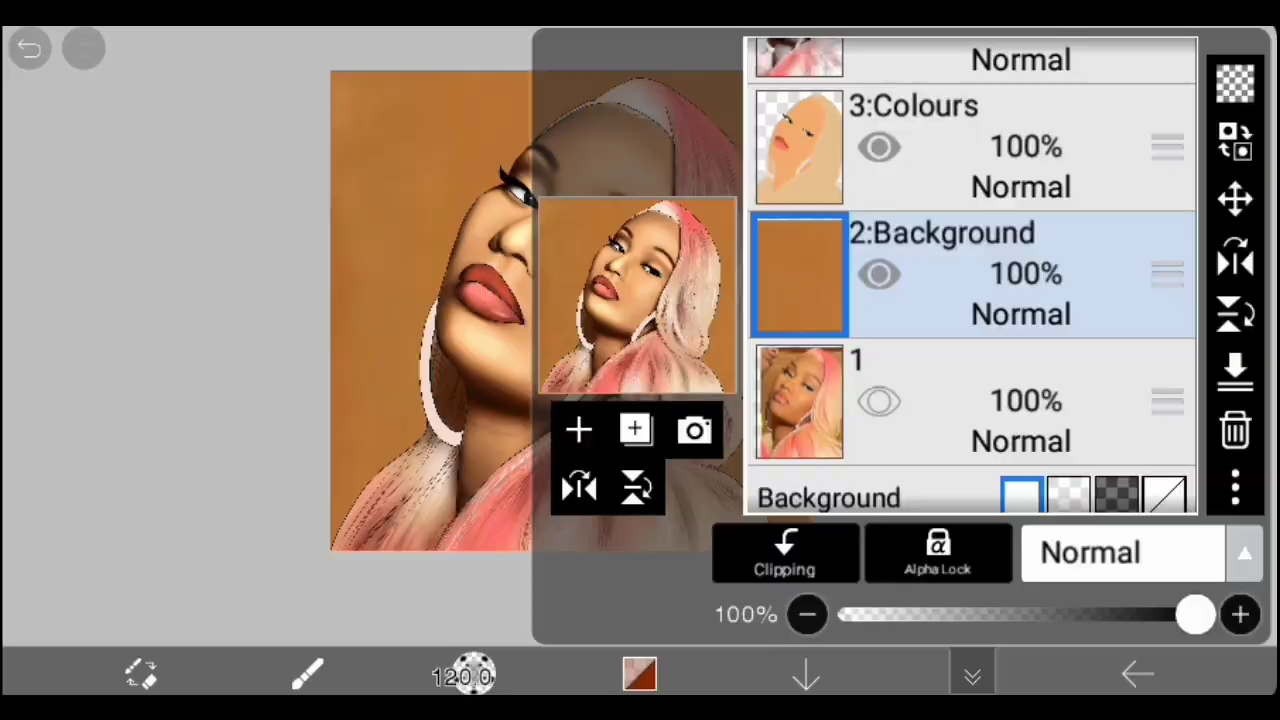 Normal
3:Colours
100%
Normal
2:Background
100%
Normal
1
100%
Normal
Background
Clipping
α
Alpha Lock
Normal
100%
120.0